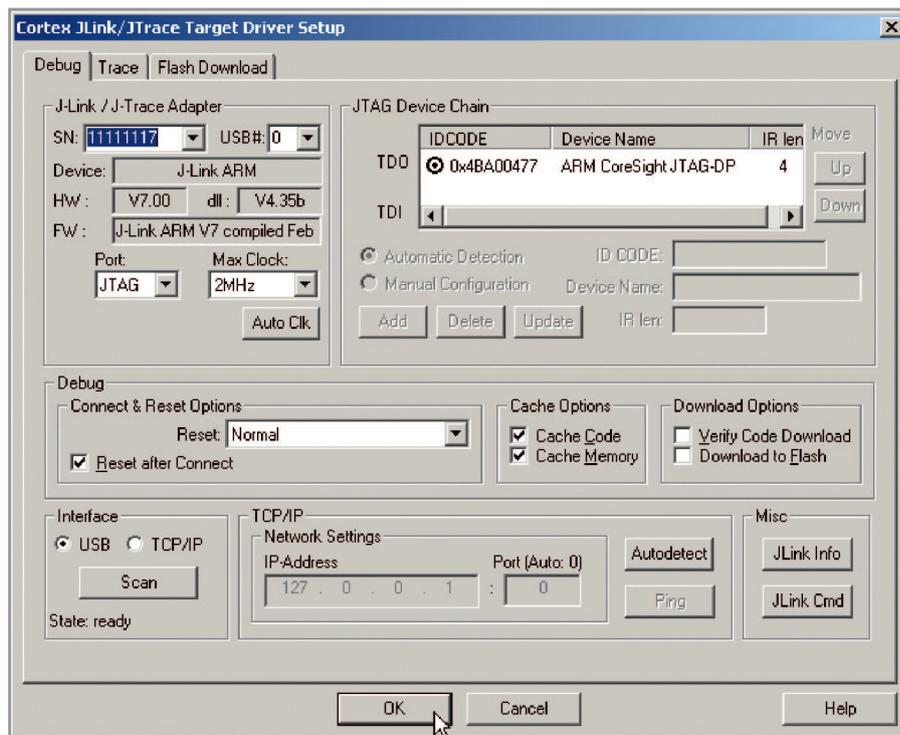 Cortex JLink/JTrace Target Driver Setup
Debug Trace Flash Download
J-Link / J-Trace Adapter
SN: 11111117 USB#: 0
Device: J-Link ARM
HW : V7.00 dll : V4.35b
FW : J-Link ARM V7 compiled Feb
Port: Max Clock:
JTAG 2MHz
Auto Clk
JTAG Device Chain
IDCODE Device Name IR len Move
TDO 0x4BA00477 ARM CoreSight JTAG-DP 4 Up
TDI Down
Automatic Detection ID CODE:
Manual Configuration Device Name:
Add Delete Update IR len:
Debug
Connect & Reset Options
Reset: Normal
Reset after Connect
Cache Options
Cache Code
Cache Memory
Download Options
Verify Code Download
Download to Flash
Interface
USB TCP/IP
Scan
State: ready
TCP/IP
Network Settings
IP-Address Port (Auto: 0)
127 . 0 . 0 . 1 : 0
Autodetect
Ping
Misc
JLink Info
JLink Cmd
OK Cancel Help